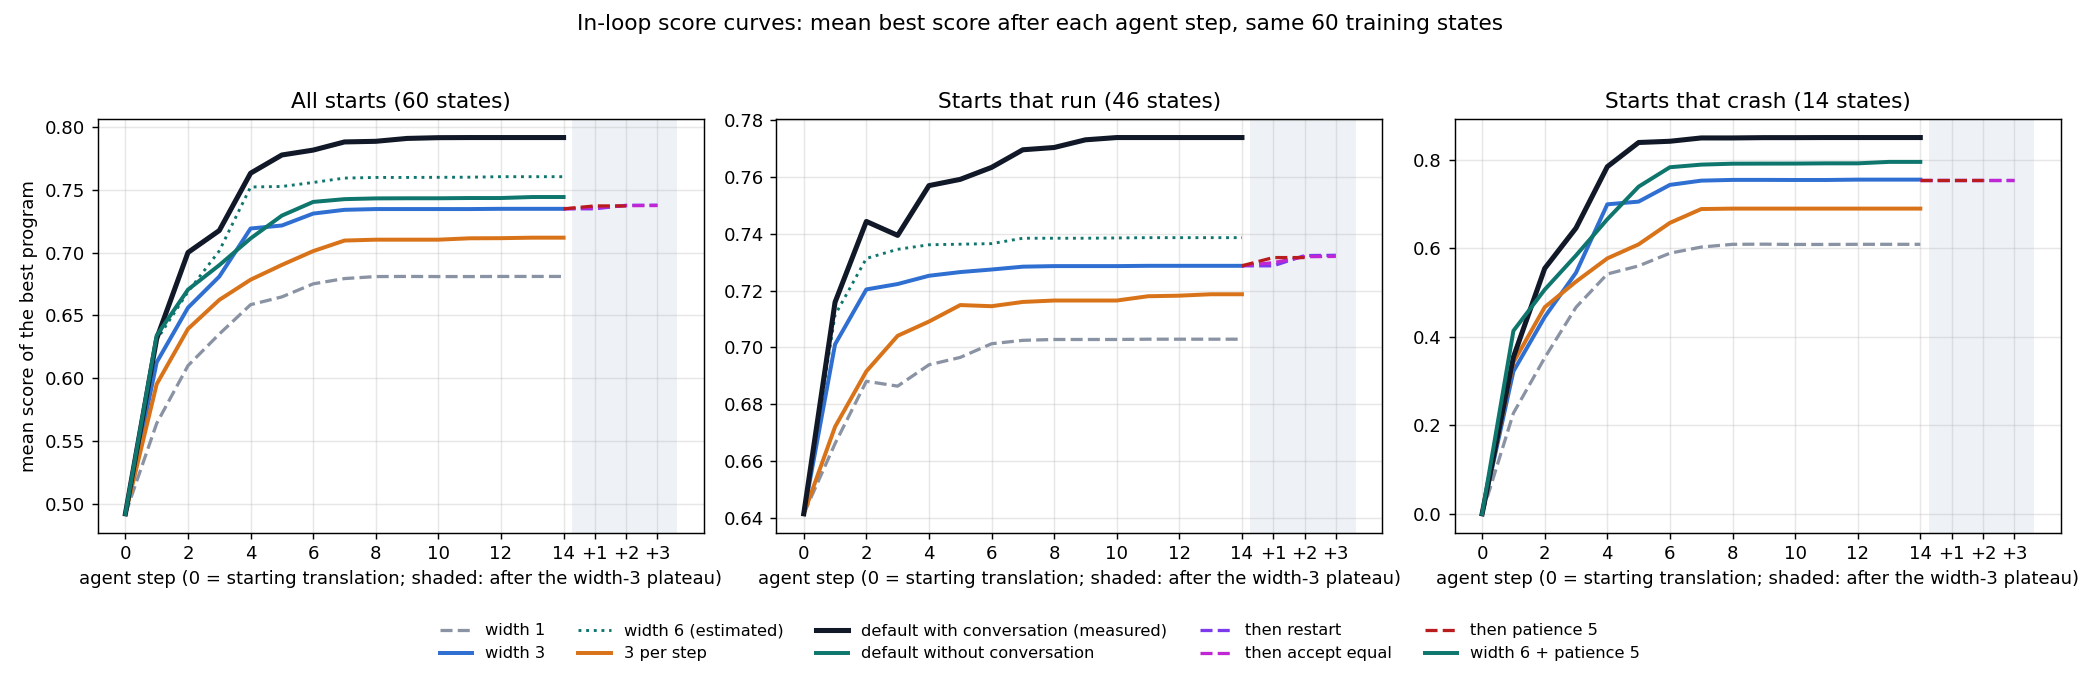 In-loop score curves: mean best score after each agent step, same 60 training states
All starts (60 states)
mean score of the best program
0.80
0.75
0.70
0.65
0.60
0.55
0.50
0 2 4 6 8 10 12 14 +1 +2 +3
agent step (0 = starting translation; shaded: after the width-3 plateau)
Starts that run (46 states)
0.78
0.76
0.74
0.72
0.70
0.68
0.66
0.64
0 2 4 6 8 10 12 14 +1 +2 +3
agent step (0 = starting translation; shaded: after the width-3 plateau)
Starts that crash (14 states)
0.8
0.6
0.4
0.2
0.0
0 2 4 6 8 10 12 14 +1 +2 +3
agent step (0 = starting translation; shaded: after the width-3 plateau)
width 1
width 3
width 6 (estimated)
3 per step
default with conversation (measured)
default without conversation
then restart
then accept equal
then patience 5
width 6 + patience 5